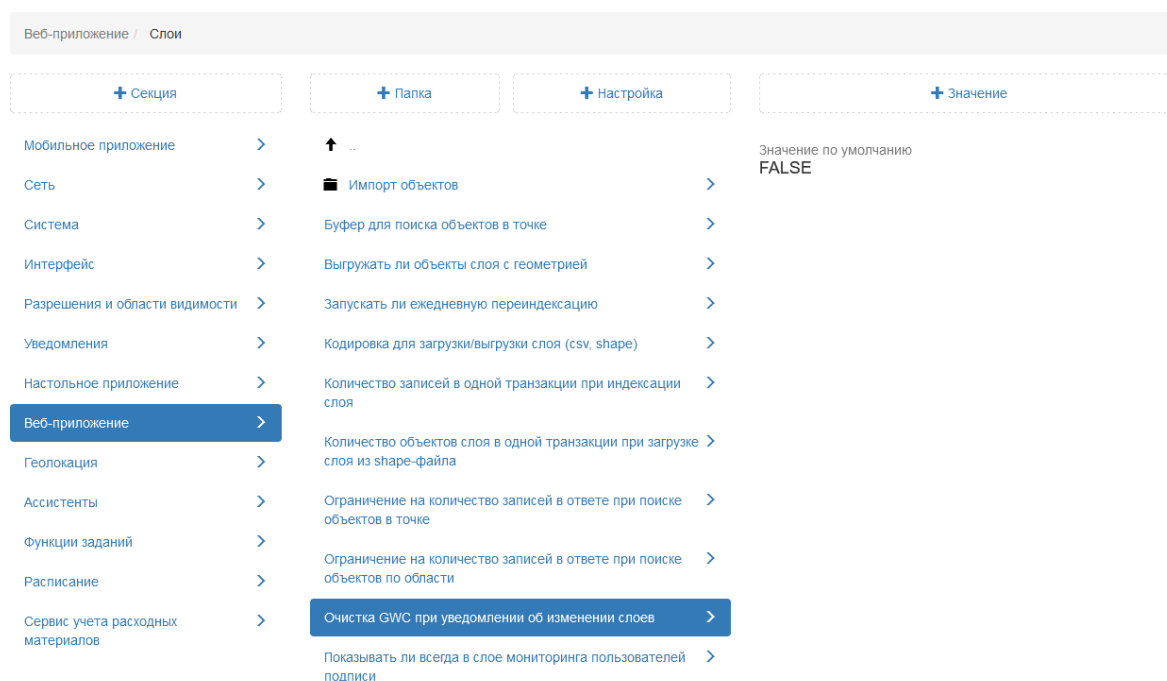 Веб-приложение / Слои
+ Секция
+ Папка
+ Настройка
+ Значение
Мобильное приложение
Сеть
Система
Интерфейс
Разрешения и области видимости
Уведомления
Настольное приложение
Веб-приложение
Геолокация
Ассистенты
Функции заданий
Расписание
Сервис учета расходных
материалов
..
Импорт объектов
Буфер для поиска объектов в точке
Выгружать ли объекты слоя с геометрией
Запускать ли ежедневную переиндексацию
Кодировка для загрузки/выгрузки слоя (csv, shape)
Количество записей в одной транзакции при индексации
слоя
Количество объектов слоя в одной транзакции при загрузке
слоя из shape-файла
Ограничение на количество записей в ответе при поиске
объектов в точке
Ограничение на количество записей в ответе при поиске
объектов по области
Очистка GWC при уведомлении об изменении слоев
Показывать ли всегда в слое мониторинга пользователей
подписи
Значение по умолчанию
FALSE